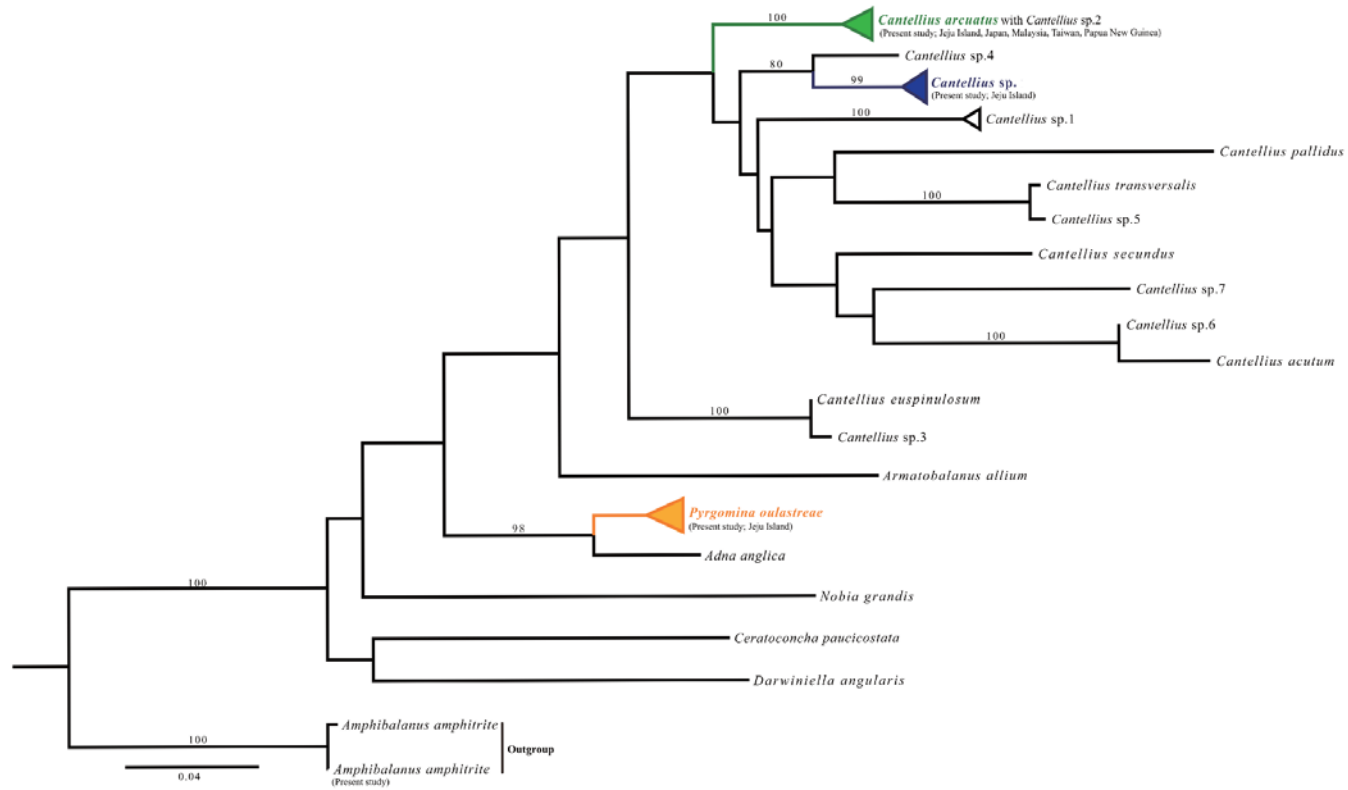 100
Cantellius arcuatus with Cantellius sp.2
(Present study; Jeju Island, Japan, Malaysia, Taiwan, Papua New Guinea)
Cantellius sp.4
80
99
Cantellius sp.
(Present study; Jeju Island)
100
Cantellius sp.1
Cantellius pallidus
Cantellius transversalis
100
Cantellius sp.5
Cantellius secundus
Cantellius sp.7
Cantellius sp.6
100
Cantellius acutum
Cantellius euspinulosum
100
Cantellius sp.3
Armatobalanus allium
Pyrgomina oulastreae
(Present study; Jeju Island)
98
Adna anglica
100
Nobia grandis
Ceratoconcha paucicostata
Darwiniella angularis
Amphibalanus amphitrite
100
Outgroup
Amphibalanus amphitrite
(Present study)
0.04